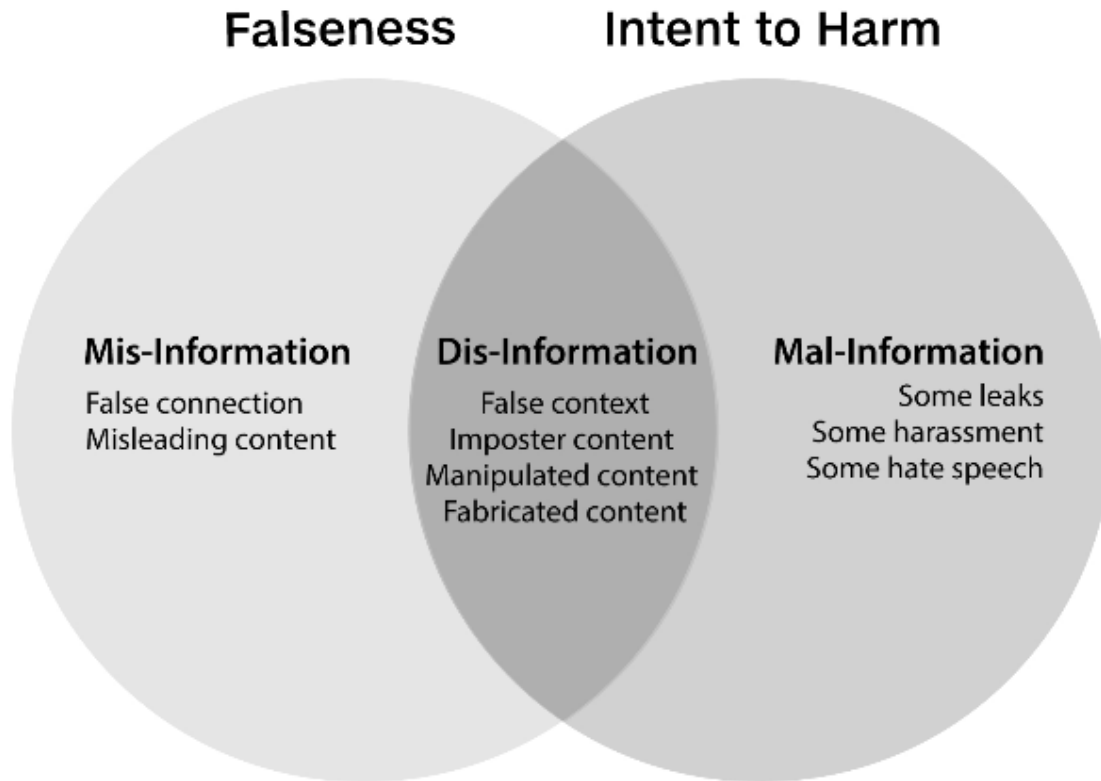 Falseness
Intent to Harm
Mis-Information
False connection
Misleading content
Dis-Information
False context
Imposter content
Manipulated content
Fabricated content
Mal-Information
Some leaks
Some harassment
Some hate speech